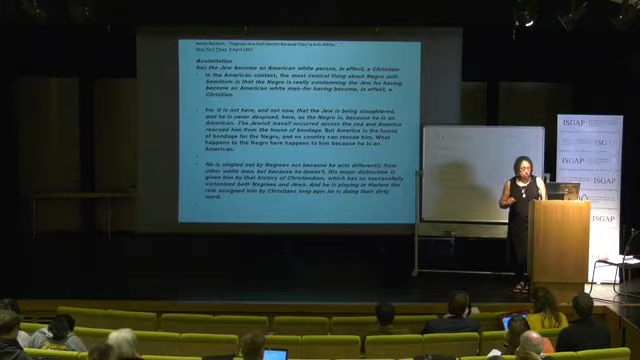 James Baldwin, "Negroes Are Anti-Semitic Because They're Anti-White,"
New York Times, 9 April 1967
Assimilation
has the Jew become an American white person, in effect, a Christian-
- In the American context, the most ironical thing about Negro anti-
Semitism is that the Negro is really condemning the Jew for having
become an American white man-for having become, in effect, a
Christian.
- For it is not here, and not now, that the Jew is being slaughtered,
and he is never despised, here, as the Negro is, because he is an
American. The Jewish travail occurred across the sea and America
rescued him from the house of bondage. But America is the house
of bondage for the Negro, and no country can rescue him. What
happens to the Negro here happens to him because he is an
American.
- He is singled out by Negroes not because he acts differently from
other white men, but because he doesn't. His major distinction is
given him by that history of Christendom, which has so successfully
victimized both Negroes and Jews. And he is playing in Harlem the
role assigned him by Christians long ago: he is doing their dirty
work.
ISGAP
ISGAP
ISGAP